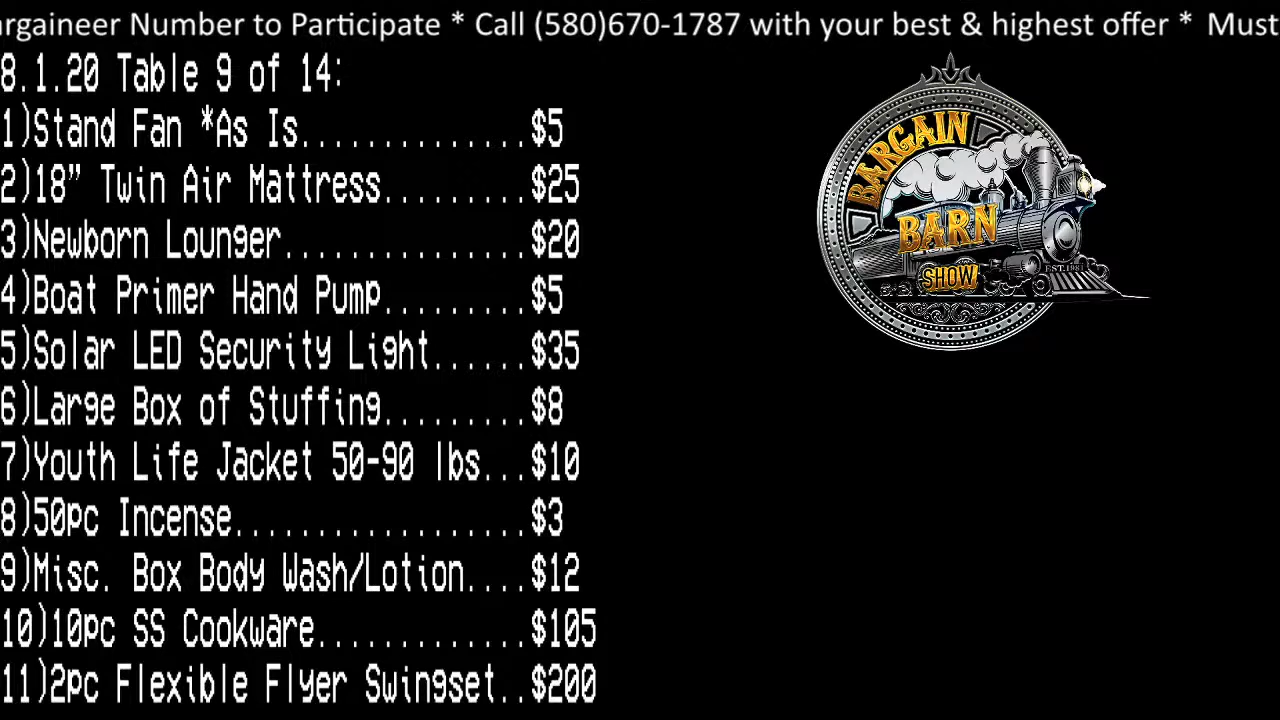 rgaineer Number to Participate * Call (580)670-1787 with your best & highest offer * Must
8.1.20 Table 9 of 14:
1)Stand Fan *As Is..............$5
2)18” Twin Air Mattress.........$25
3)Newborn Lounger...............$20
4)Boat Primer Hand Pump.........$5
5)Solar LED Security Light......$35
6)Large Box of Stuffing.........$8
7)Youth Life Jacket 50-90 lbs...$10
8)50pc Incense..................$3
9)Misc. Box Body Wash/Lotion....$12
10)10pc SS Cookware.............$105
11)2pc Flexible Flyer Swingset..$200
BARGAIN
BARN
SHOW